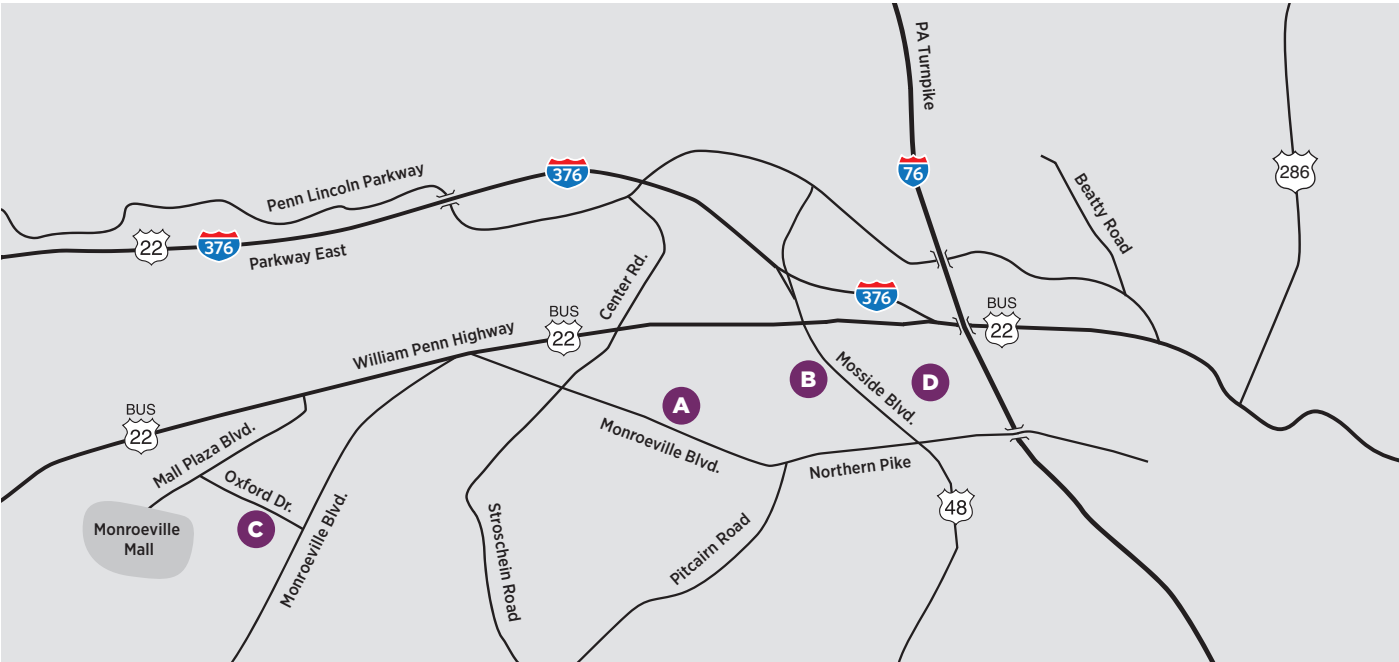 PA Turnpike
Penn Lincoln Parkway
376
76
286
Beatty Road
22
376
Parkway East
Center Rd.
376
BUS
22
BUS
22
William Penn Highway
Mosside Blvd.
B
D
A
BUS
22
Mall Plaza Blvd.
Monroeville Blvd.
Northern Pike
Oxford Dr.
C
Monroeville
Mall
Monroeville Blvd.
Stroschein Road
Pitcairn Road
48